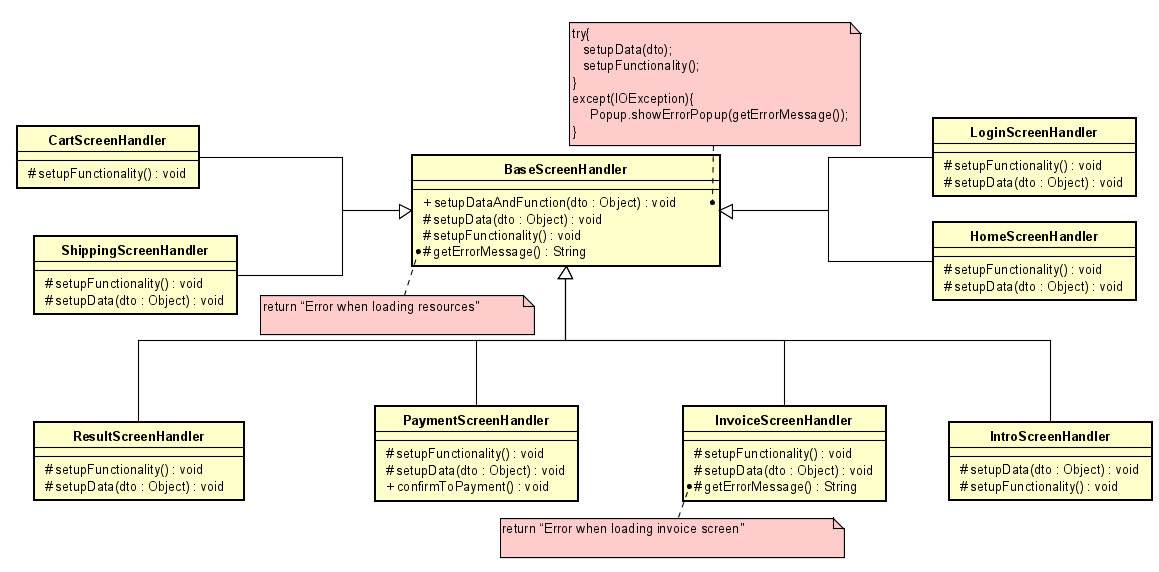 try{
setupData(dto);
setupFunctionality();
}
except(IOException){
Popup.showErrorPopup(getErrorMessage());
}
CartScreenHandler
#setupFunctionality() : void
BaseScreenHandler
+setupDataAndFunction(dto : Object) : void
#setupData(dto : Object) : void
#setupFunctionality() : void
#getErrorMessage() : String
LoginScreenHandler
#setupFunctionality() : void
#setupData(dto : Object) : void
ShippingScreenHandler
#setupFunctionality() : void
#setupData(dto : Object) : void
HomeScreenHandler
#setupFunctionality() : void
#setupData(dto : Object) : void
return “Error when loading resources”
ResultScreenHandler
#setupFunctionality() : void
#setupData(dto : Object) : void
PaymentScreenHandler
#setupFunctionality() : void
#setupData(dto : Object) : void
+confirmToPayment() : void
InvoiceScreenHandler
#setupFunctionality() : void
#setupData(dto : Object) : void
#getErrorMessage() : String
IntroScreenHandler
#setupData(dto : Object) : void
#setupFunctionality() : void
return “Error when loading invoice screen”